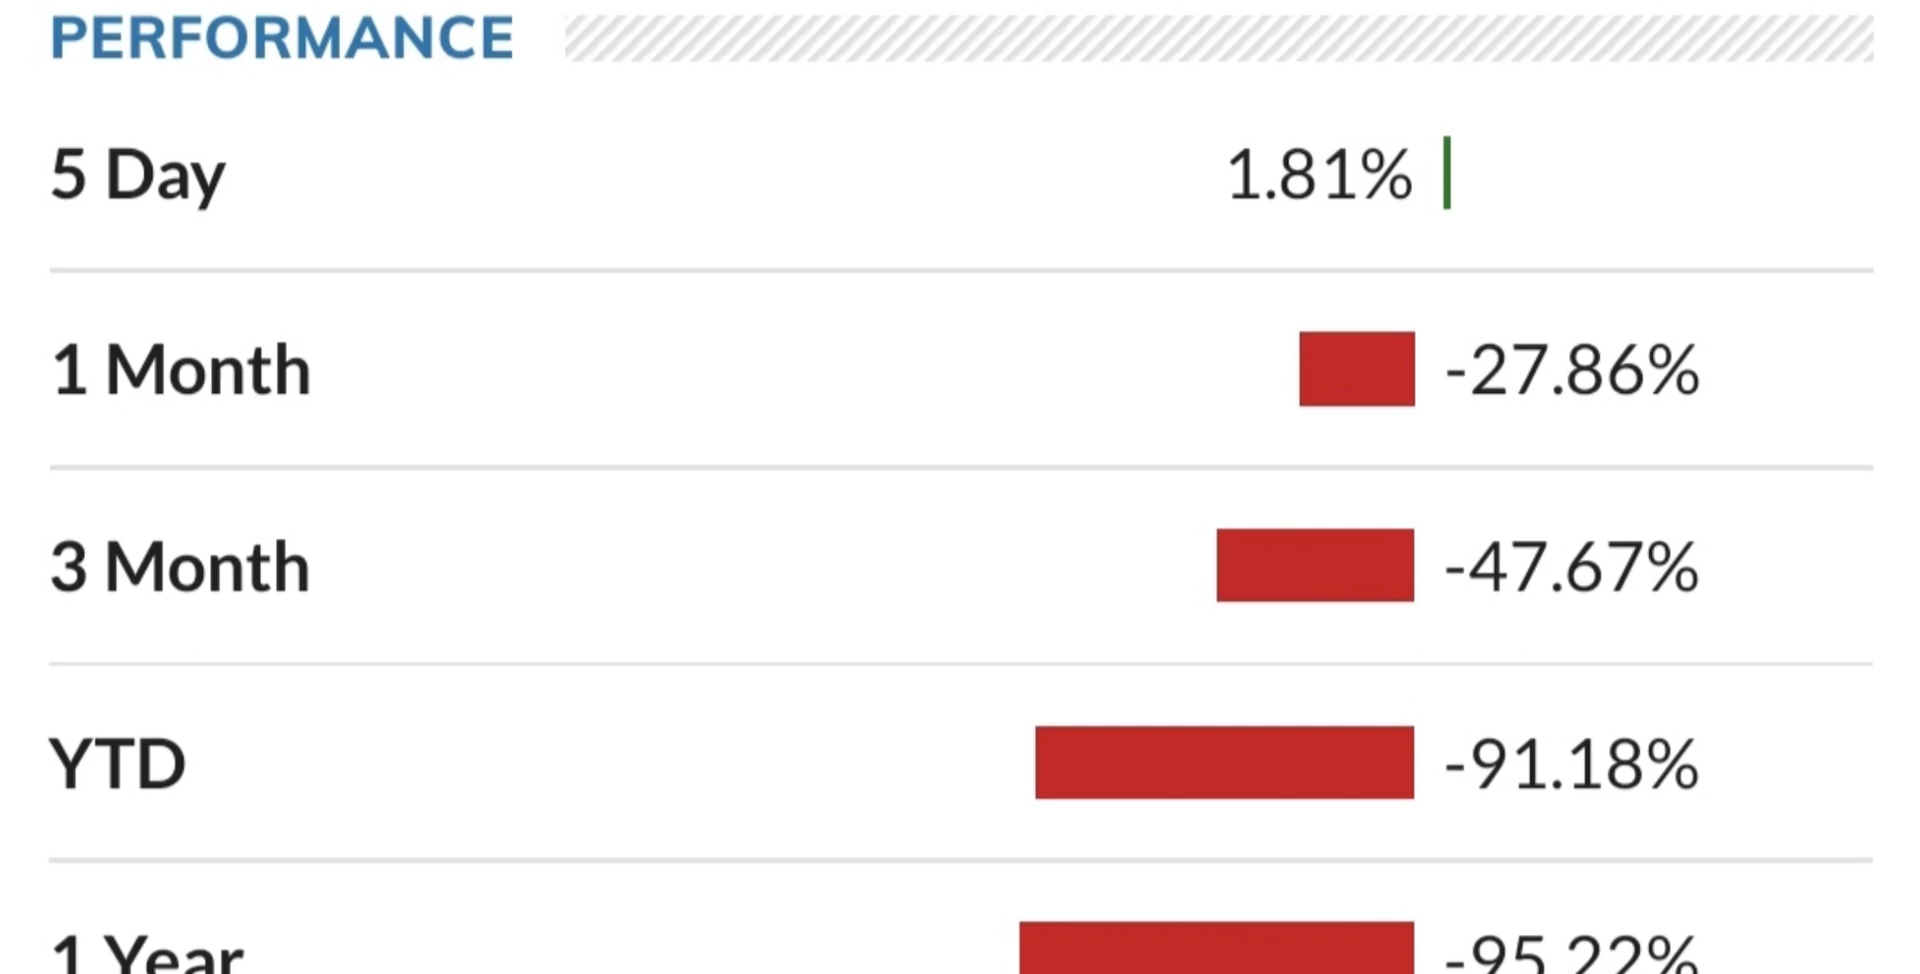 PERFORMANCE
5 Day 1.81%
1 Month -27.86%
3 Month -47.67%
YTD -91.18%
1 Year -95.22%